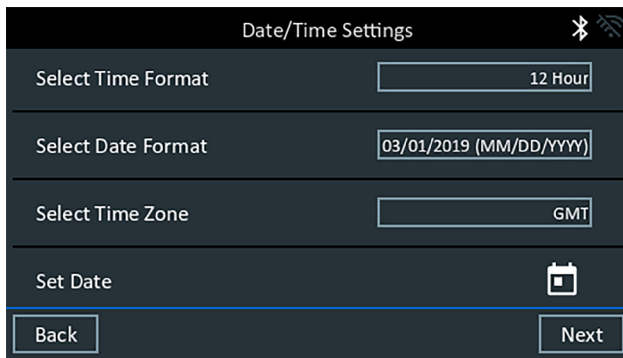 Date/Time Settings
Select Time Format 12 Hour
Select Date Format 03/01/2019 (MM/DD/YYYY)
Select Time Zone GMT
Set Date
Back Next